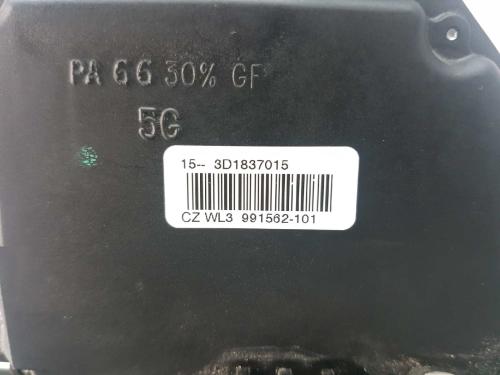 PA 66 30% GF
5G
15-- 3D1837015
CZ WL3 991562-101